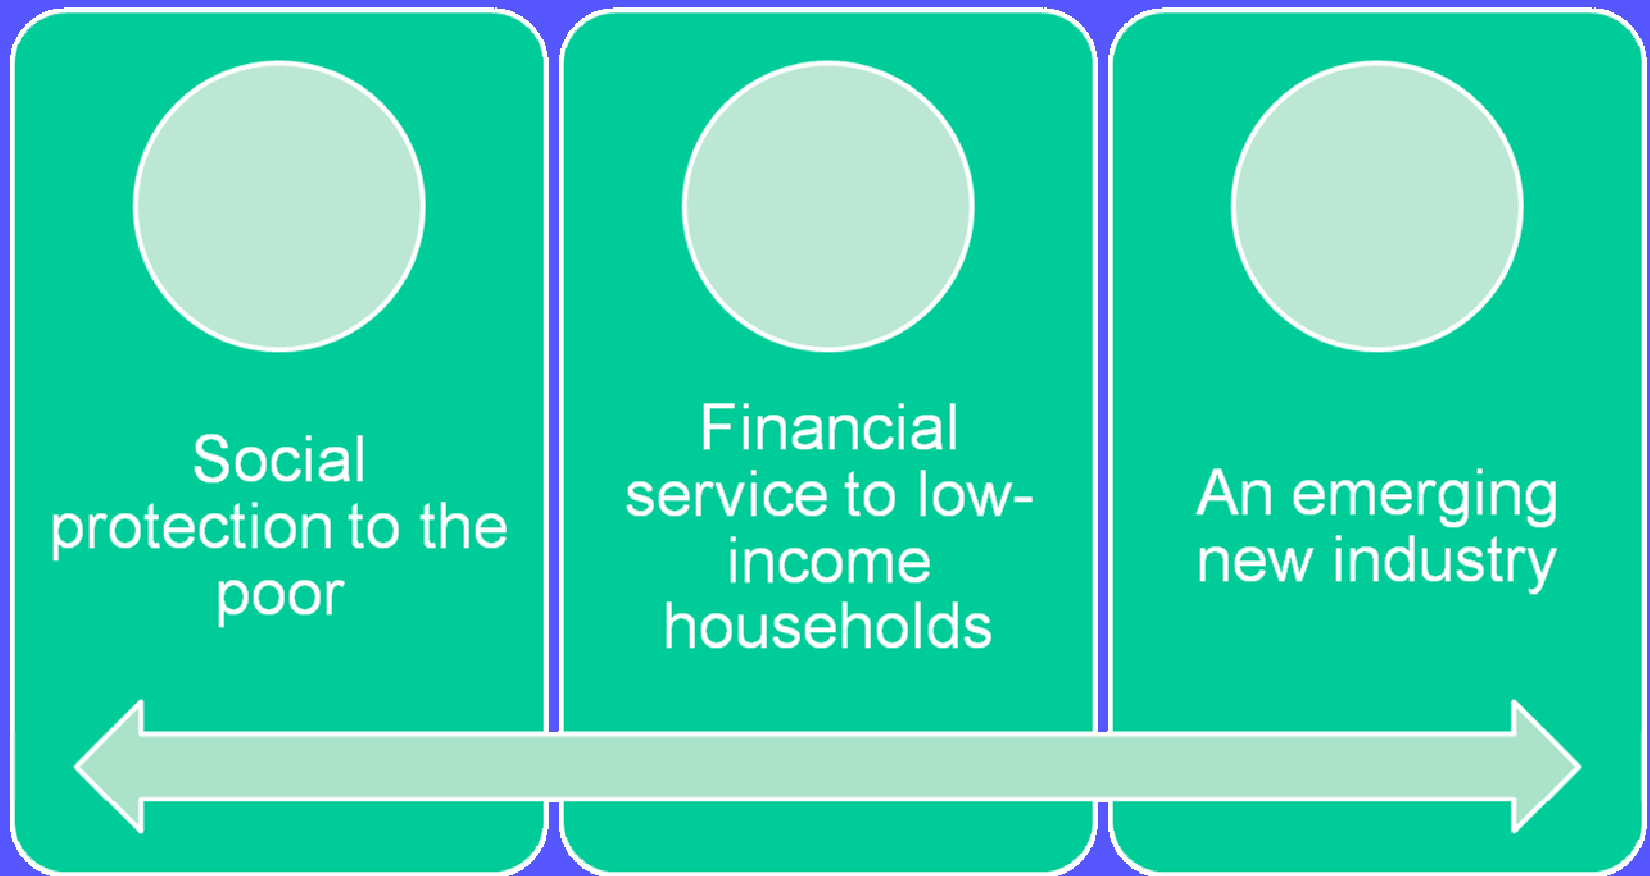 Social
protection to the
poor
Financial
service to low-
income
households
An emerging
new industry